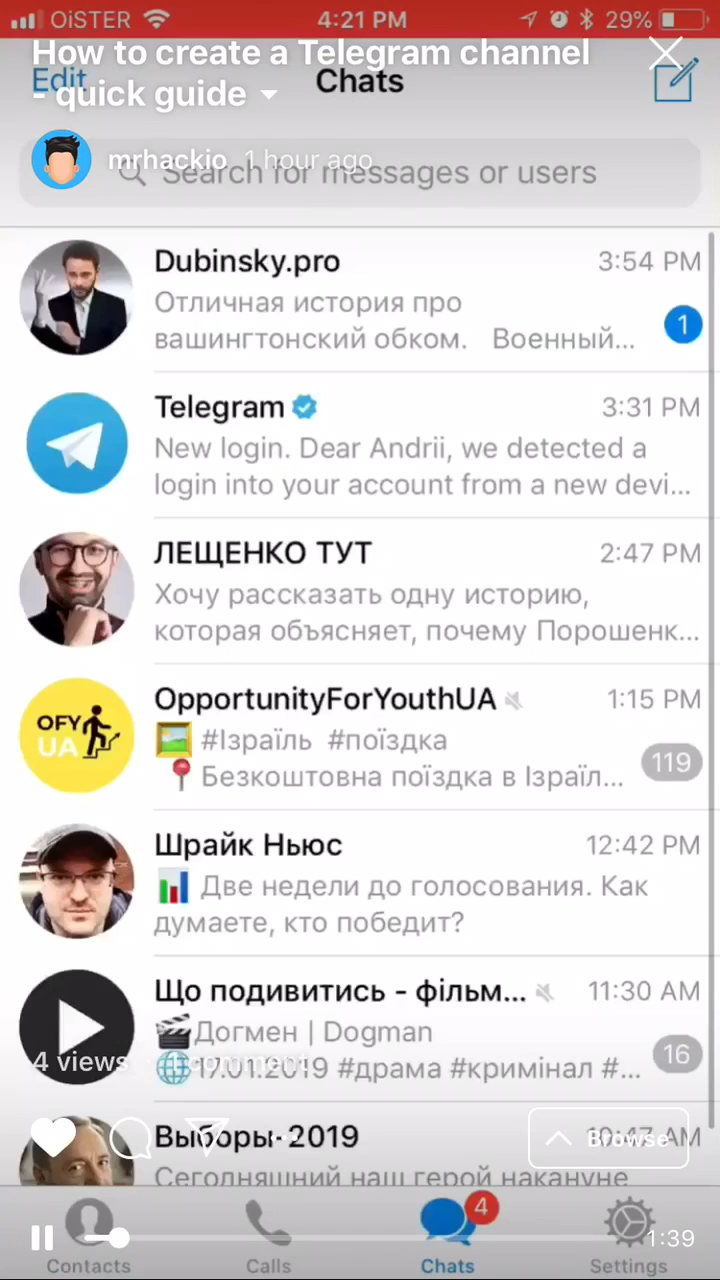 OiSTER 4:21 PM 29%
How to create a Telegram channel
- quick guide
Edit Chats
mrhackio 1 hour ago
Search for messages or users
Dubinsky.pro 3:54 PM
Отличная история про
вашингтонский обком. Военный... 1
Telegram 3:31 PM
New login. Dear Andrii, we detected a
login into your account from a new devi...
ЛЕЩЕНКО ТУТ 2:47 PM
Хочу рассказать одну историю,
которая объясняет, почему Порошенк...
OFY
UA
OpportunityForYouthUA 1:15 PM
#Ізраїль #поїздка
Безкоштовна поїздка в Ізраїл... 119
Шрайк Ньюс 12:42 PM
Две недели до голосования. Как
думаете, кто победит?
Що подивитись - фільм... 11:30 AM
Догмен | Dogman
17.01.2019 #драма #кримінал #... 16
4 views · 1 comment
Выборы-2019 10:47 AM
Browse
Сегодняшний наш герой накануне
4
1:39
Contacts Calls Chats Settings